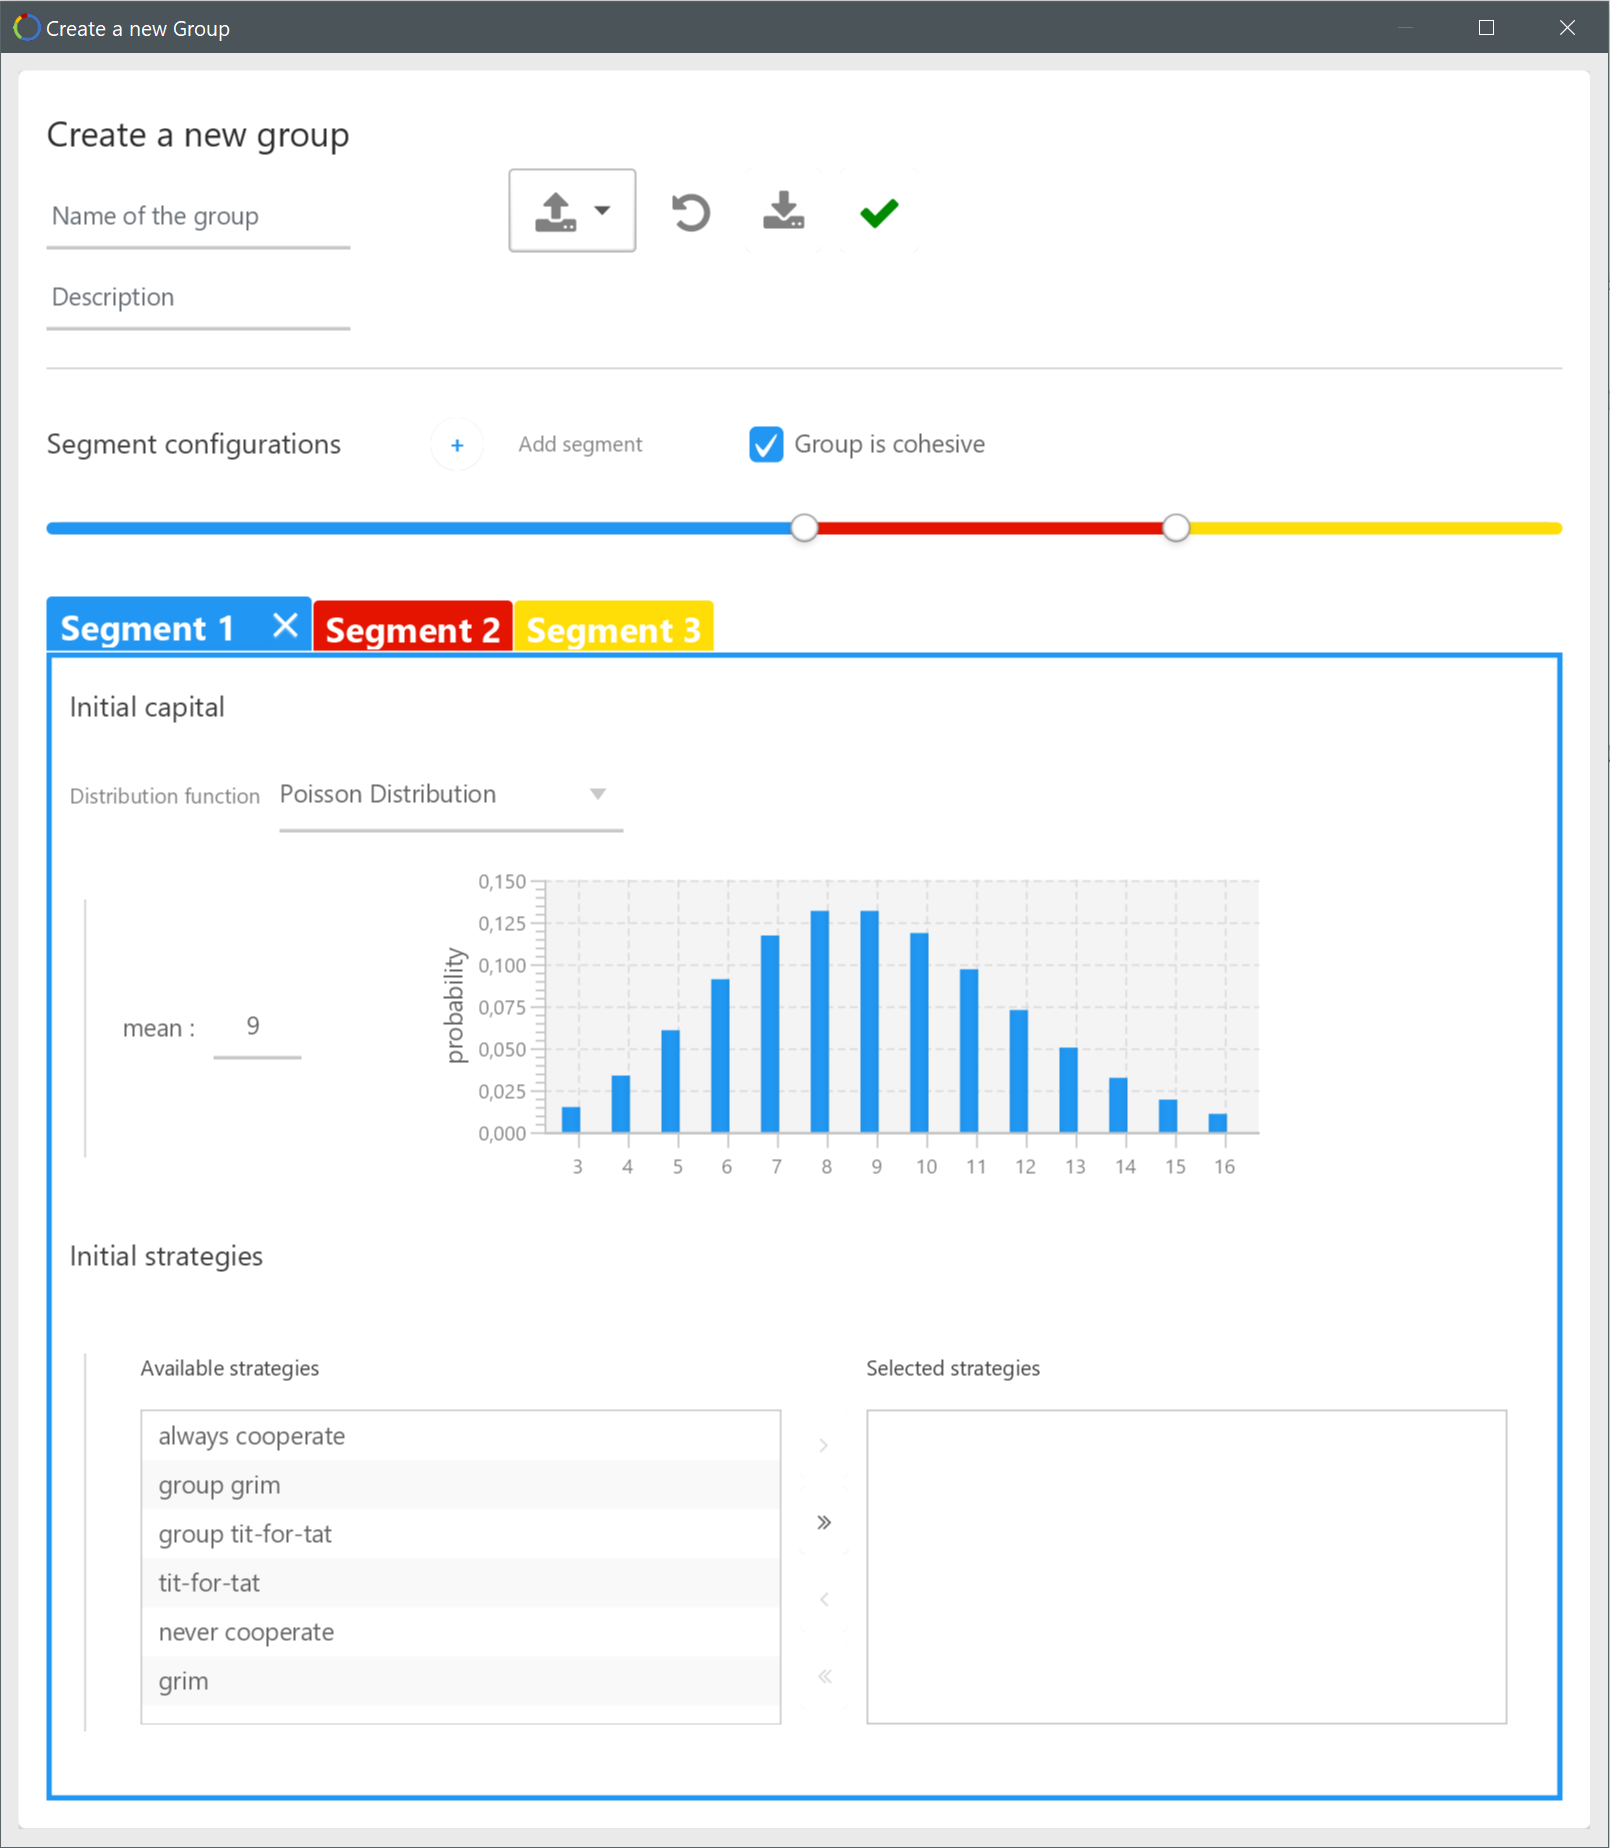 Create a new Group
Create a new group
Name of the group
Description
Segment configurations + Add segment Group is cohesive
Segment 1 Segment 2 Segment 3
Initial capital
Distribution function Poisson Distribution
mean : 9
probability
0,150
0,125
0,100
0,075
0,050
0,025
0,000
3 4 5 6 7 8 9 10 11 12 13 14 15 16
Initial strategies
Available strategies Selected strategies
always cooperate
group grim
group tit-for-tat
tit-for-tat
never cooperate
grim